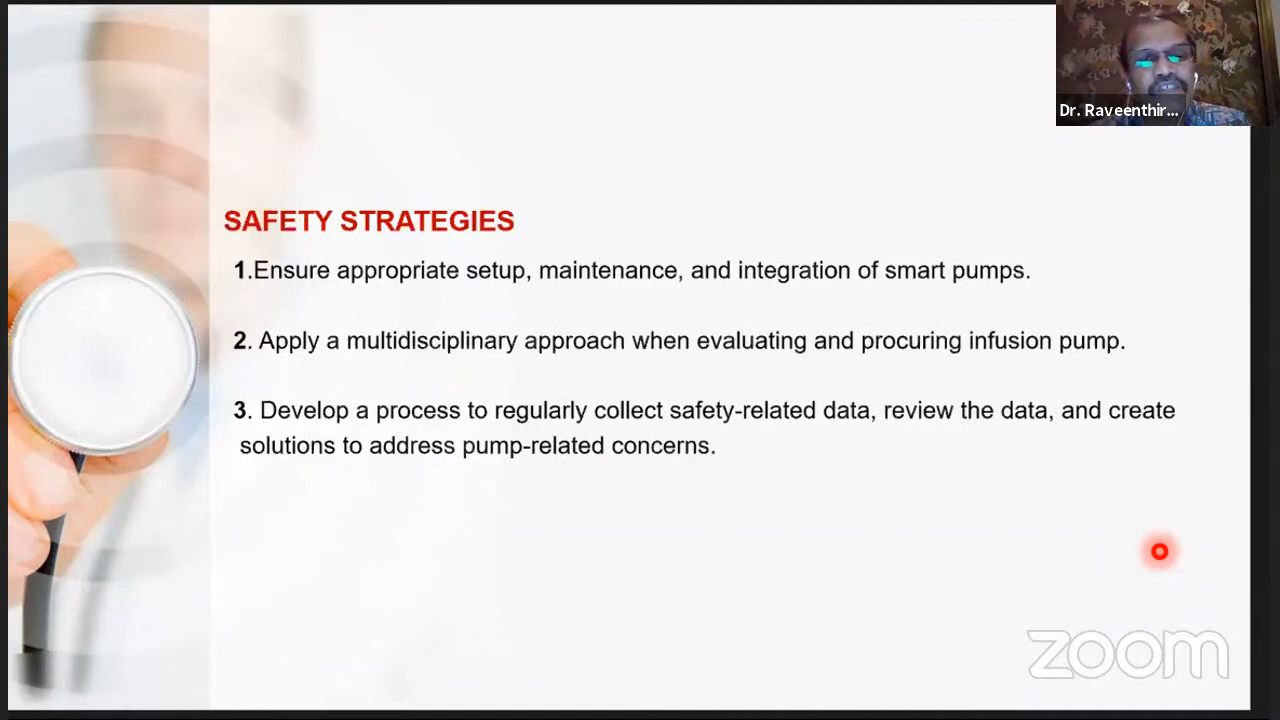 Dr. Raveenthir...
SAFETY STRATEGIES
1.Ensure appropriate setup, maintenance, and integration of smart pumps.
2. Apply a multidisciplinary approach when evaluating and procuring infusion pump.
3. Develop a process to regularly collect safety-related data, review the data, and create
solutions to address pump-related concerns.
zoom